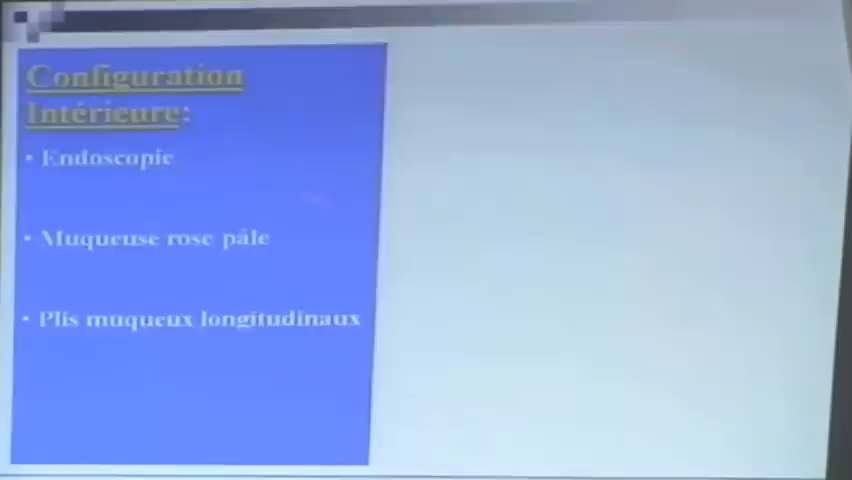 Configuration
Intérieure:
• Endoscopie
• Muqueuse rose pâle
• Plis muqueux longitudinaux